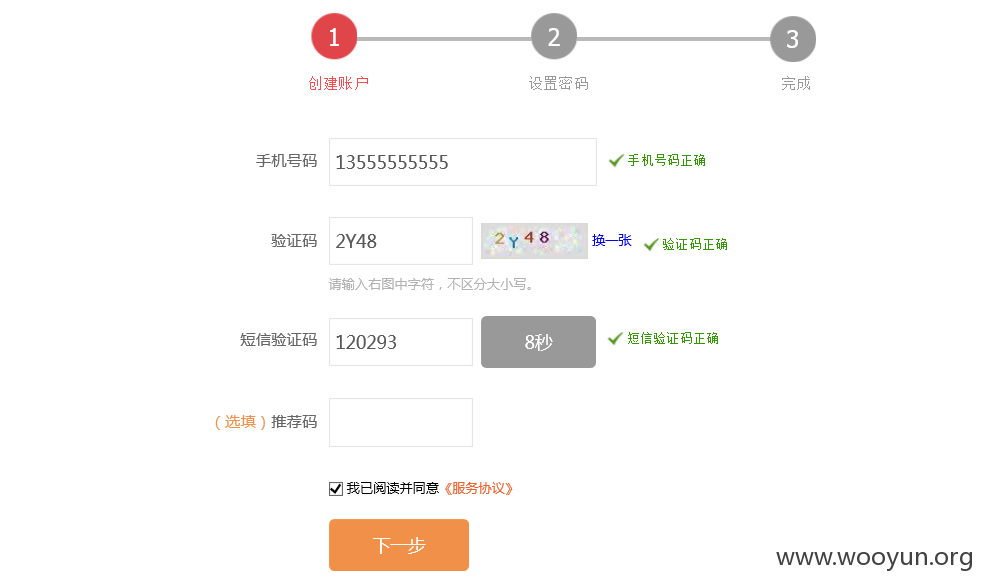 1 2 3
创建账户 设置密码 完成
手机号码 13555555555 手机号码正确
验证码 2Y48 2Y48 换一张 验证码正确
请输入右图中字符，不区分大小写。
短信验证码 120293 8秒 短信验证码正确
（选填）推荐码
我已阅读并同意《服务协议》
下一步
www.wooyun.org